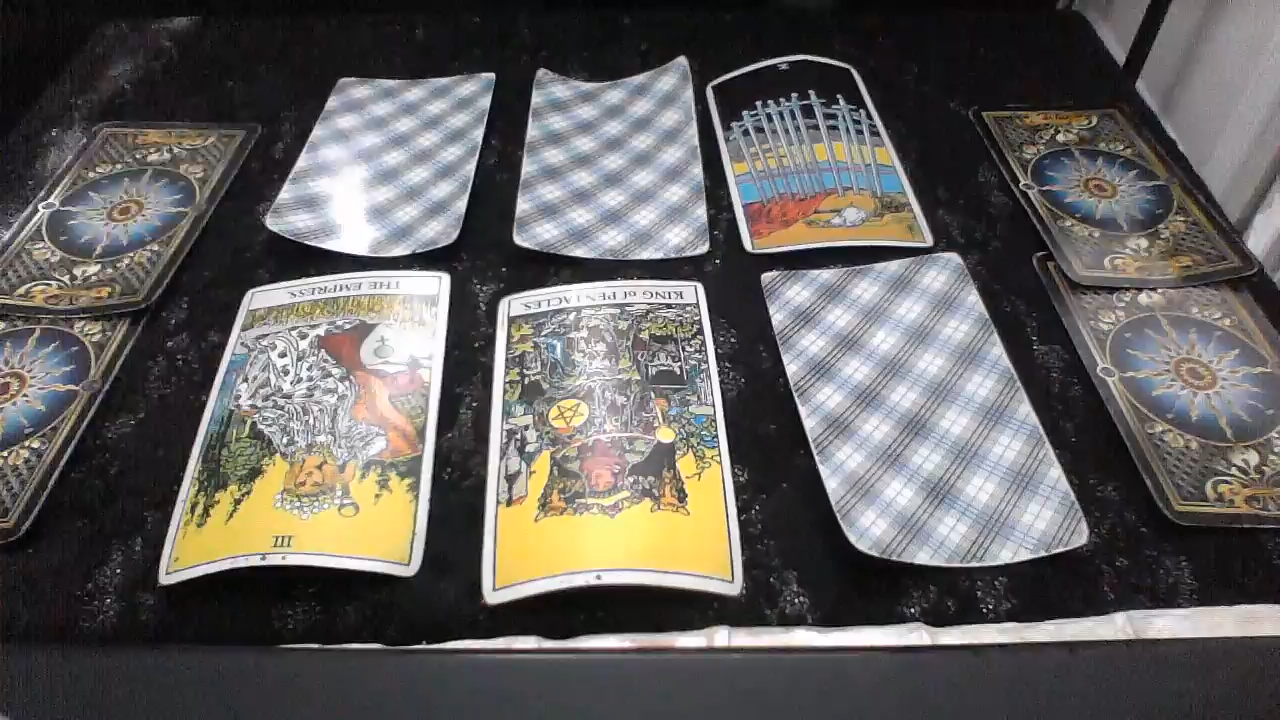 X
THE EMPRESS.
III
KING of PENTACLES.